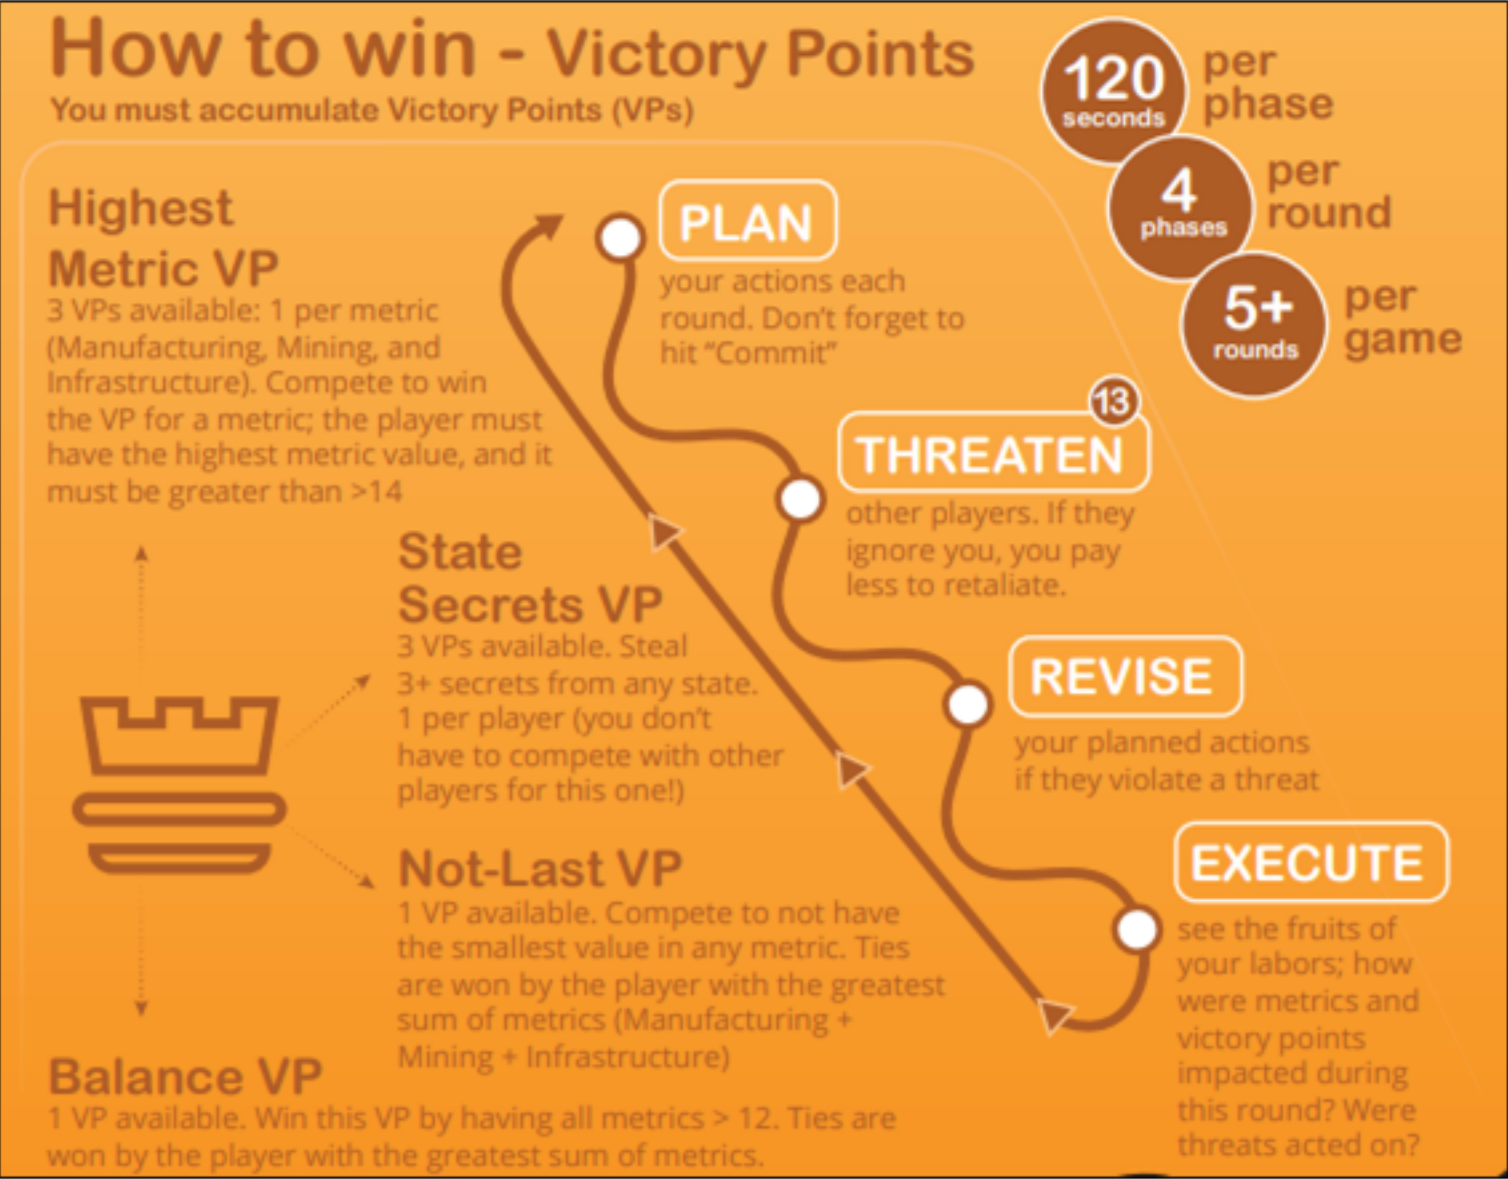 How to win - Victory Points
You must accumulate Victory Points (VPs)
120
seconds
per
phase
4
phases
per
round
5+
rounds
per
game
Highest
Metric VP
3 VPs available: 1 per metric
(Manufacturing, Mining, and
Infrastructure). Compete to win
the VP for a metric; the player must
have the highest metric value, and it
must be greater than >14
State
Secrets VP
3 VPs available. Steal
3+ secrets from any state.
1 per player (you don't
have to compete with other
players for this one!)
Not-Last VP
1 VP available. Compete to not have
the smallest value in any metric. Ties
are won by the player with the greatest
sum of metrics (Manufacturing +
Mining + Infrastructure)
Balance VP
1 VP available. Win this VP by having all metrics > 12. Ties are
won by the player with the greatest sum of metrics.
PLAN
your actions each
round. Don't forget to
hit "Commit"
13
THREATEN
other players. If they
ignore you, you pay
less to retaliate.
REVISE
your planned actions
if they violate a threat
EXECUTE
see the fruits of
your labors; how
were metrics and
victory points
impacted during
this round? Were
threats acted on?